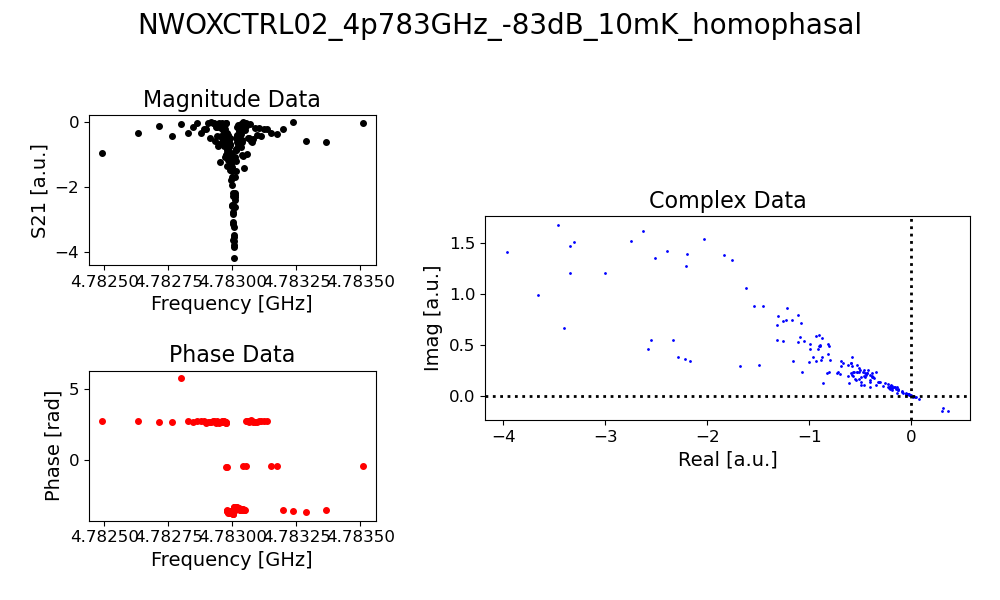 NWOXCTRL02_4p783GHz_-83dB_10mK_homophasal
Magnitude Data
S21 [a.u.]
0
−2
−4
4.78250 4.78275 4.78300 4.78325 4.78350
Frequency [GHz]
Phase Data
Phase [rad]
5
0
4.78250 4.78275 4.78300 4.78325 4.78350
Frequency [GHz]
Complex Data
Imag [a.u.]
1.5
1.0
0.5
0.0
−4 −3 −2 −1 0
Real [a.u.]